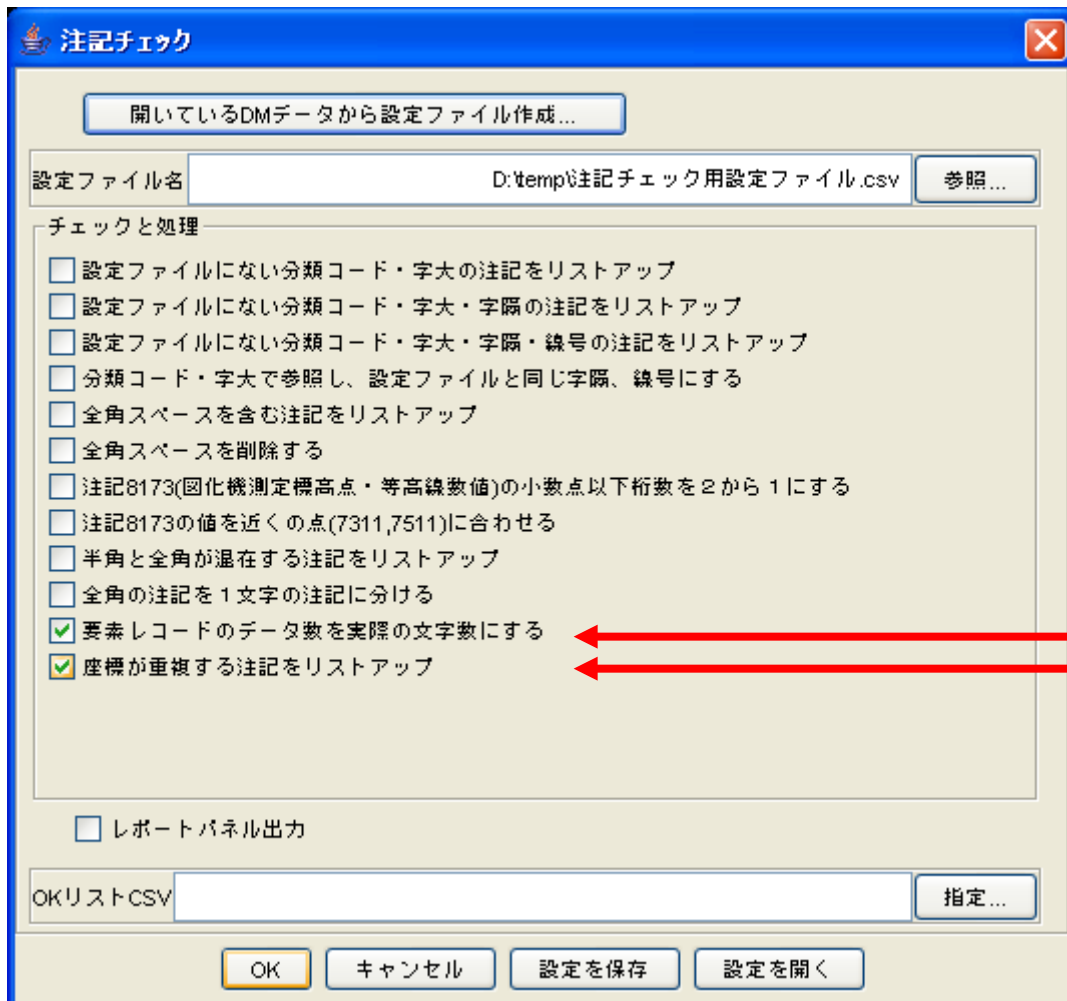 注記チェック
開いているDMデータから設定ファイル作成...
設定ファイル名 D:\temp\注記チェック用設定ファイル.csv 参照...
チェックと処理
設定ファイルにない分類コード・字大の注記をリストアップ
設定ファイルにない分類コード・字大・字隔の注記をリストアップ
設定ファイルにない分類コード・字大・字隔・線号の注記をリストアップ
分類コード・字大で参照し、設定ファイルと同じ字隔、線号にする
全角スペースを含む注記をリストアップ
全角スペースを削除する
注記8173(図化機測定標高点・等高線数値)の小数点以下桁数を2から1にする
注記8173の値を近くの点(7311,7511)に合わせる
半角と全角が混在する注記をリストアップ
全角の注記を1文字の注記に分ける
要素レコードのデータ数を実際の文字数にする
座標が重複する注記をリストアップ
レポートパネル出力
OKリストCSV 指定...
OK キャンセル 設定を保存 設定を開く